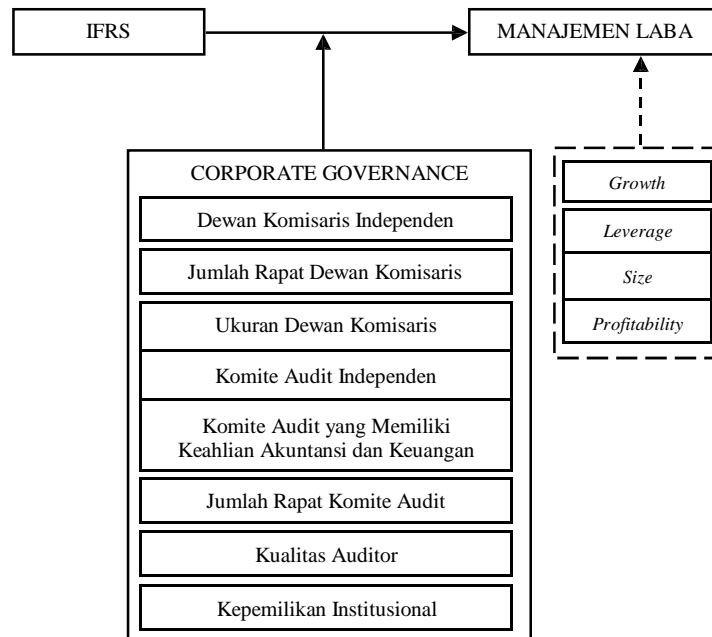 IFRS
MANAJEMEN LABA
CORPORATE GOVERNANCE
Dewan Komisaris Independen
Jumlah Rapat Dewan Komisaris
Ukuran Dewan Komisaris
Komite Audit Independen
Komite Audit yang Memiliki
Keahlian Akuntansi dan Keuangan
Jumlah Rapat Komite Audit
Kualitas Auditor
Kepemilikan Institusional
Growth
Leverage
Size
Profitability